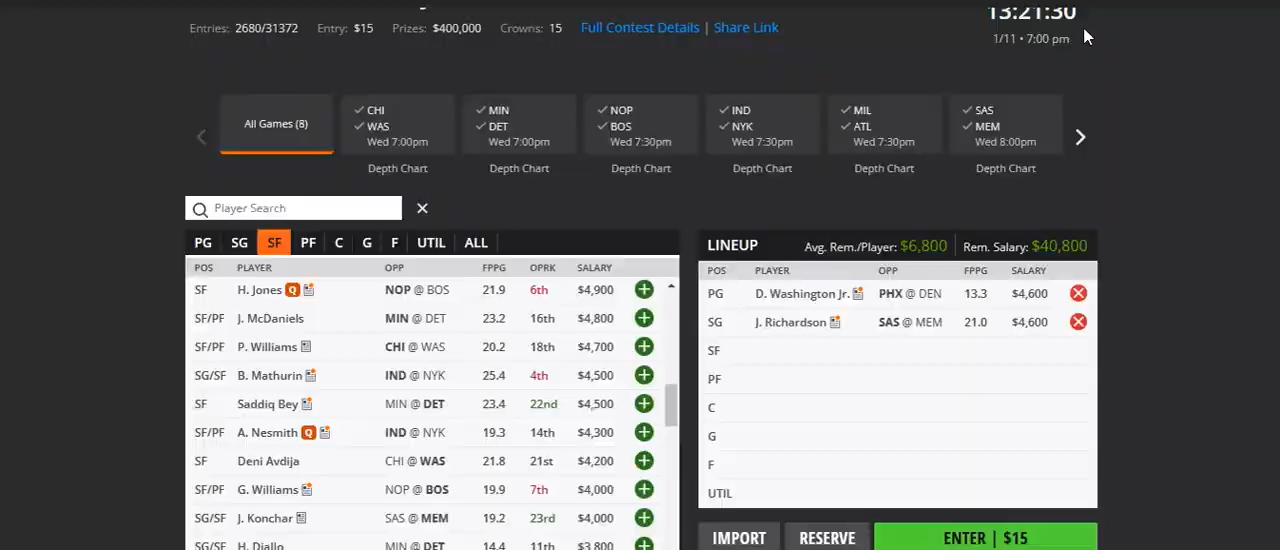 13:21:30
Entries: 2680/31372 Entry: $15 Prizes: $400,000 Crowns: 15 Full Contest Details | Share Link
1/11 • 7:00 pm
All Games (8)
CHI
WAS
Wed 7:00pm
Depth Chart
MIN
DET
Wed 7:00pm
Depth Chart
NOP
BOS
Wed 7:30pm
Depth Chart
IND
NYK
Wed 7:30pm
Depth Chart
MIL
ATL
Wed 7:30pm
Depth Chart
SAS
MEM
Wed 8:00pm
Depth Chart
Player Search
PG SG SF PF C G F UTIL ALL
POS PLAYER OPP FPPG OPRK SALARY
SF H. Jones Q NOP @ BOS 21.9 6th $4,900
SF/PF J. McDaniels MIN @ DET 23.2 16th $4,800
SF/PF P. Williams CHI @ WAS 20.2 18th $4,700
SG/SF B. Mathurin IND @ NYK 25.4 4th $4,500
SF Saddiq Bey MIN @ DET 23.4 22nd $4,500
SF/PF A. Nesmith Q IND @ NYK 19.3 14th $4,300
SF Deni Avdija CHI @ WAS 21.8 21st $4,200
SF/PF G. Williams NOP @ BOS 19.9 7th $4,000
SG/SF J. Konchar SAS @ MEM 19.2 23rd $4,000
SG/SF H. Diallo MIN @ DET 14.4 11th $3,800
LINEUP Avg. Rem./Player: $6,800 Rem. Salary: $40,800
POS PLAYER OPP FPPG SALARY
PG D. Washington Jr. PHX @ DEN 13.3 $4,600
SG J. Richardson SAS @ MEM 21.0 $4,600
SF
PF
C
G
F
UTIL
IMPORT RESERVE ENTER | $15